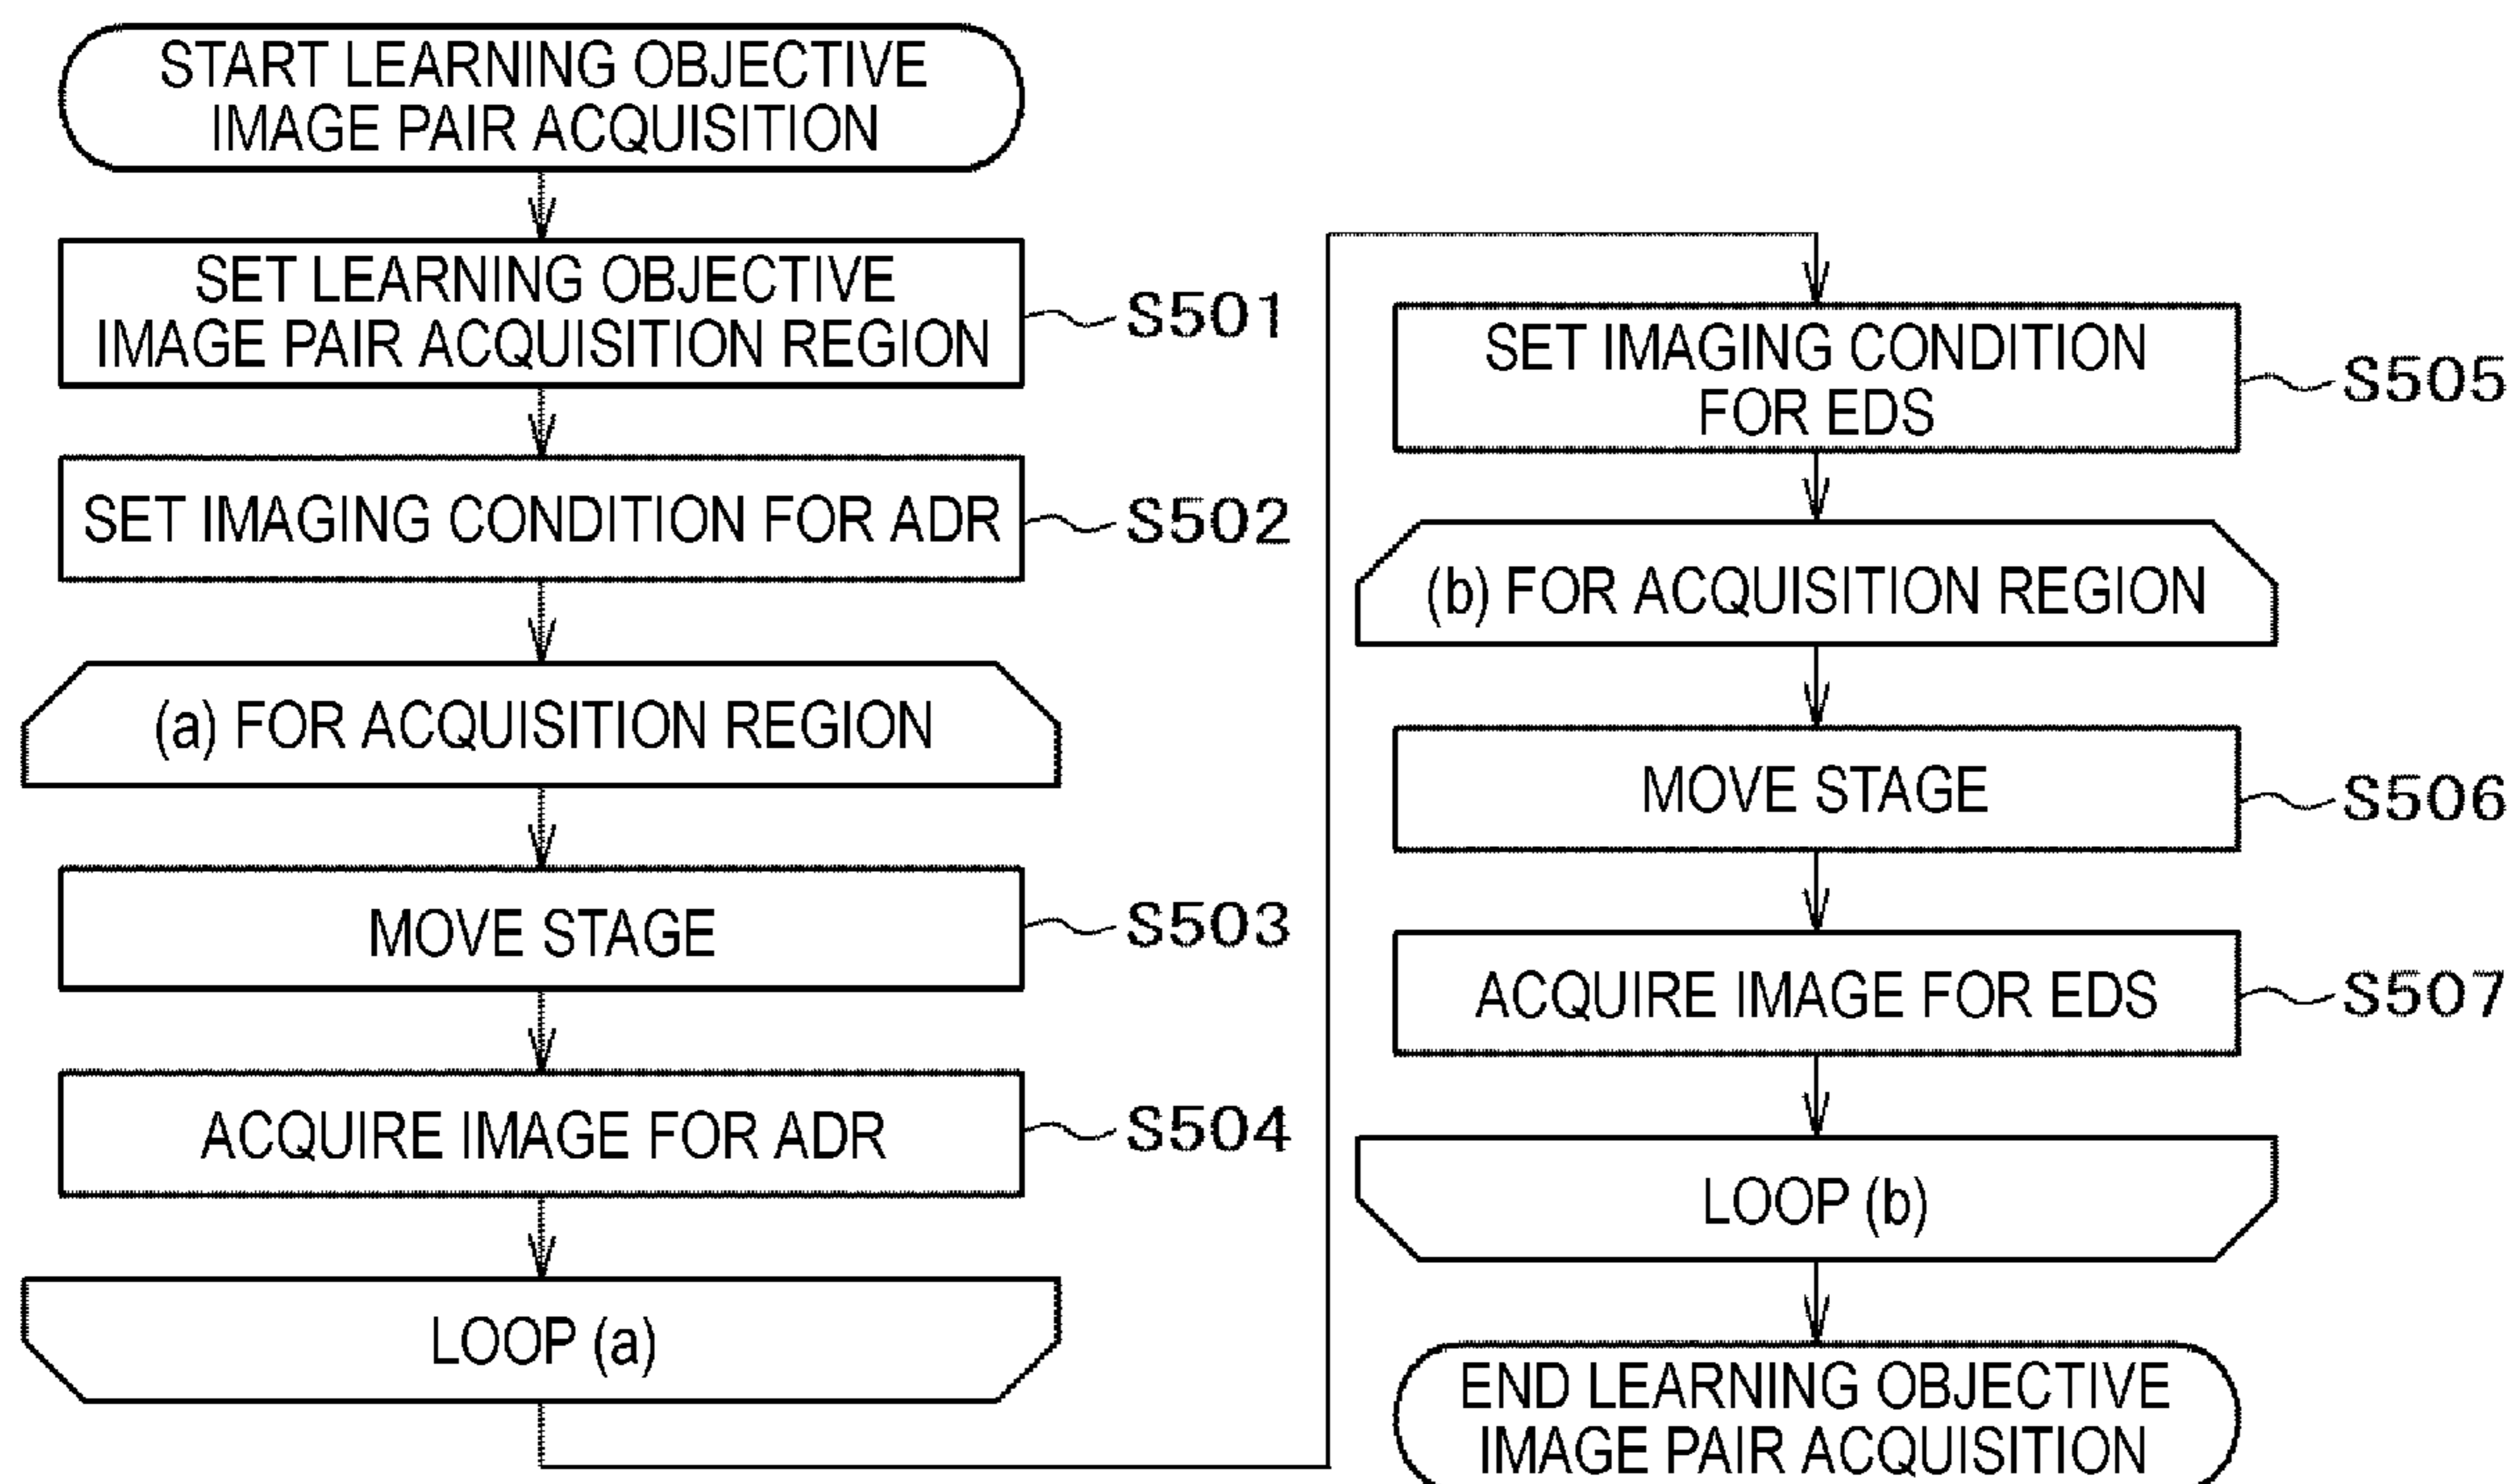 START LEARNING OBJECTIVE
IMAGE PAIR ACQUISITION
SET LEARNING OBJECTIVE
IMAGE PAIR ACQUISITION REGION
S501
SET IMAGING CONDITION FOR ADR
S502
(a) FOR ACQUISITION REGION
MOVE STAGE
S503
ACQUIRE IMAGE FOR ADR
S504
LOOP (a)
SET IMAGING CONDITION
FOR EDS
S505
(b) FOR ACQUISITION REGION
MOVE STAGE
S506
ACQUIRE IMAGE FOR EDS
S507
LOOP (b)
END LEARNING OBJECTIVE
IMAGE PAIR ACQUISITION